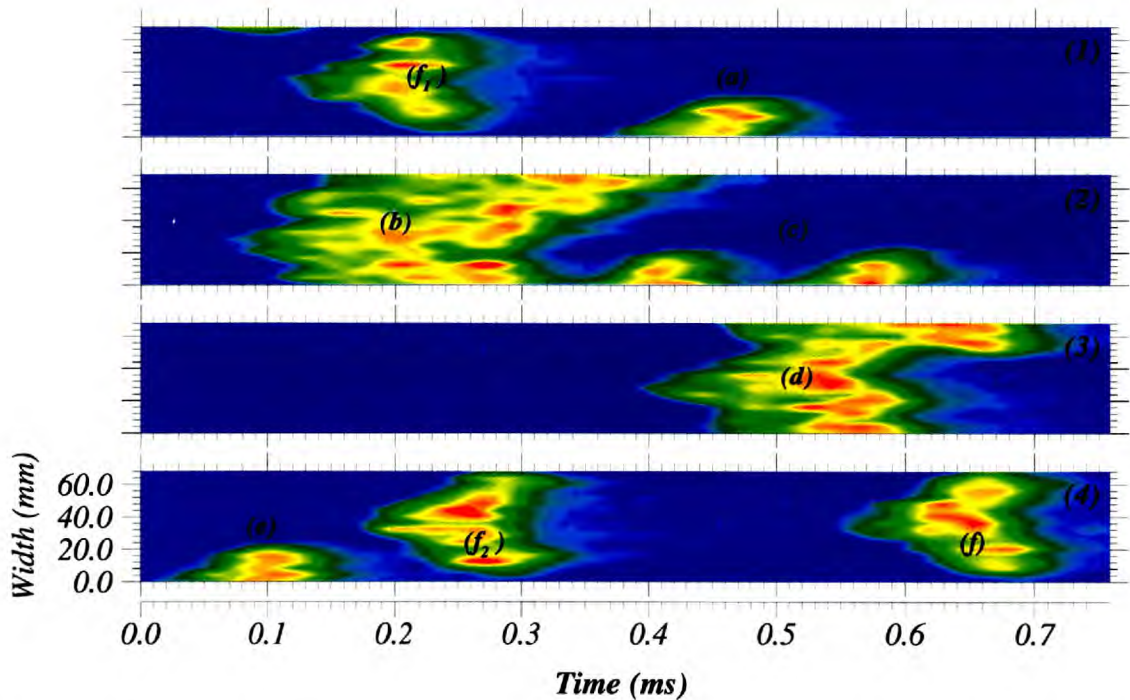 (1)
(f1)
(a)
(2)
(b)
(c)
(3)
(d)
(4)
(e)
(f2)
(f)
60.0
40.0
20.0
0.0
Width (mm)
0.0 0.1 0.2 0.3 0.4 0.5 0.6 0.7
Time (ms)